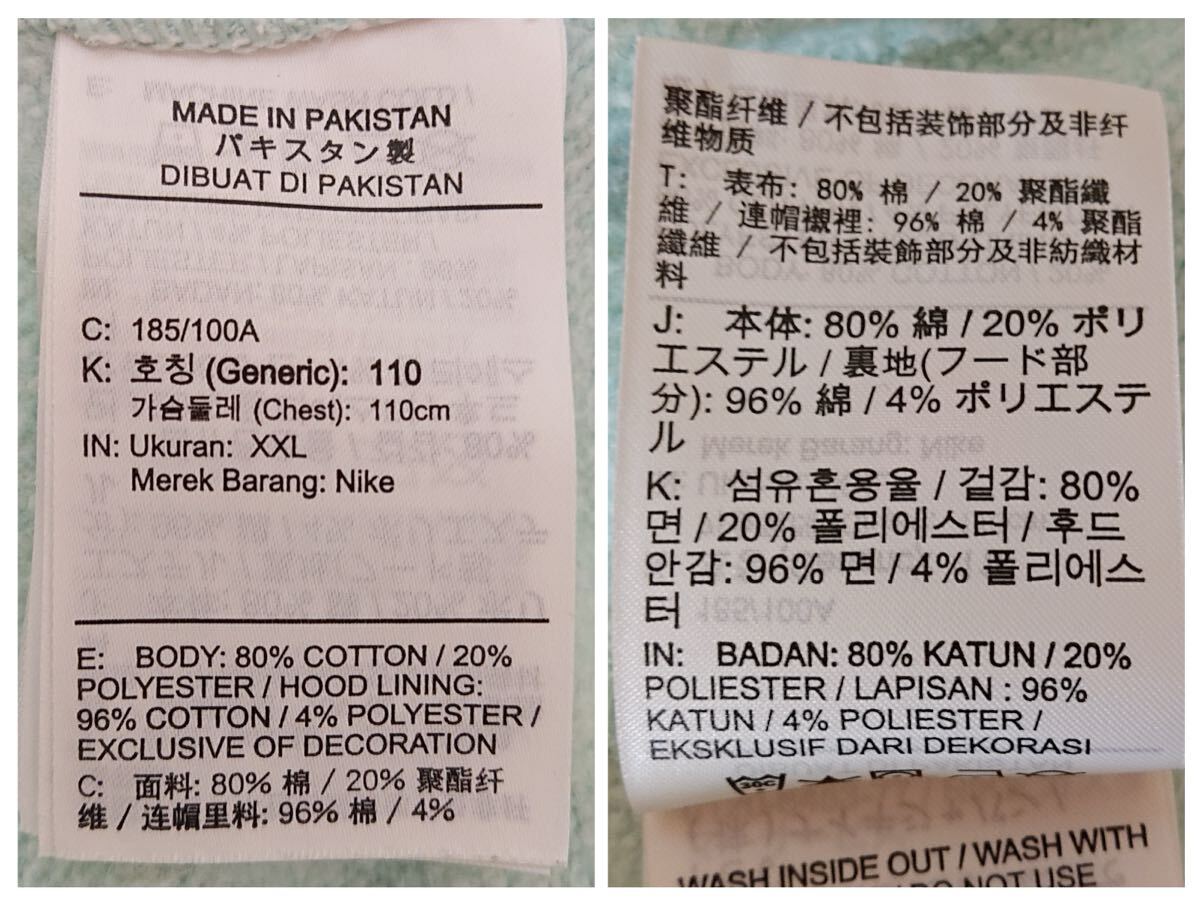 MADE IN PAKISTAN
パキスタン製
DIBUAT DI PAKISTAN
C: 185/100A
K: 호칭 (Generic): 110
가슴둘레 (Chest): 110cm
IN: Ukuran: XXL
Merek Barang: Nike
E: BODY: 80% COTTON / 20%
POLYESTER / HOOD LINING:
96% COTTON / 4% POLYESTER /
EXCLUSIVE OF DECORATION
C: 面料: 80% 棉 / 20% 聚酯纤
维 / 连帽里料: 96% 棉 / 4%
聚酯纤维 / 不包括装饰部分及非纤
维物质
T: 表布: 80% 棉 / 20% 聚酯纖
維 / 連帽襯裡: 96% 棉 / 4% 聚酯
纖維 / 不包括裝飾部分及非紡織材
料
J: 本体: 80% 綿 / 20% ポリ
エステル / 裏地(フード部
分): 96% 綿 / 4% ポリエステ
ル
K: 섬유혼용율 / 겉감: 80%
면 / 20% 폴리에스터 / 후드
안감: 96% 면 / 4% 폴리에스
터
IN: BADAN: 80% KATUN / 20%
POLIESTER / LAPISAN : 96%
KATUN / 4% POLIESTER /
EKSKLUSIF DARI DEKORASI
WASH INSIDE OUT / WASH WITH
DO NOT USE